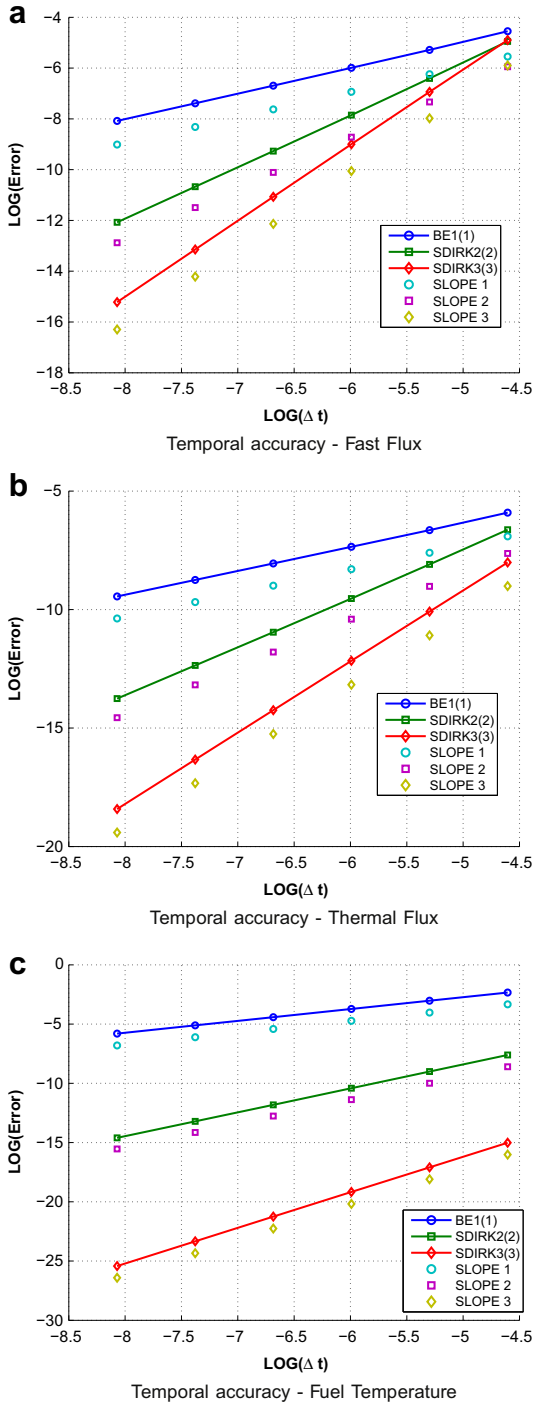 a
−4
−6
−8
−10
−12
−14
−16
−18
LOG(Error)
BE1(1)
SDIRK2(2)
SDIRK3(3)
SLOPE 1
SLOPE 2
SLOPE 3
−8.5 −8 −7.5 −7 −6.5 −6 −5.5 −5 −4.5
LOG(Δ t)
Temporal accuracy - Fast Flux
b
−5
−10
−15
−20
LOG(Error)
BE1(1)
SDIRK2(2)
SDIRK3(3)
SLOPE 1
SLOPE 2
SLOPE 3
−8.5 −8 −7.5 −7 −6.5 −6 −5.5 −5 −4.5
LOG(Δ t)
Temporal accuracy - Thermal Flux
c
0
−5
−10
−15
−20
−25
−30
LOG(Error)
BE1(1)
SDIRK2(2)
SDIRK3(3)
SLOPE 1
SLOPE 2
SLOPE 3
−8.5 −8 −7.5 −7 −6.5 −6 −5.5 −5 −4.5
LOG(Δ t)
Temporal accuracy - Fuel Temperature